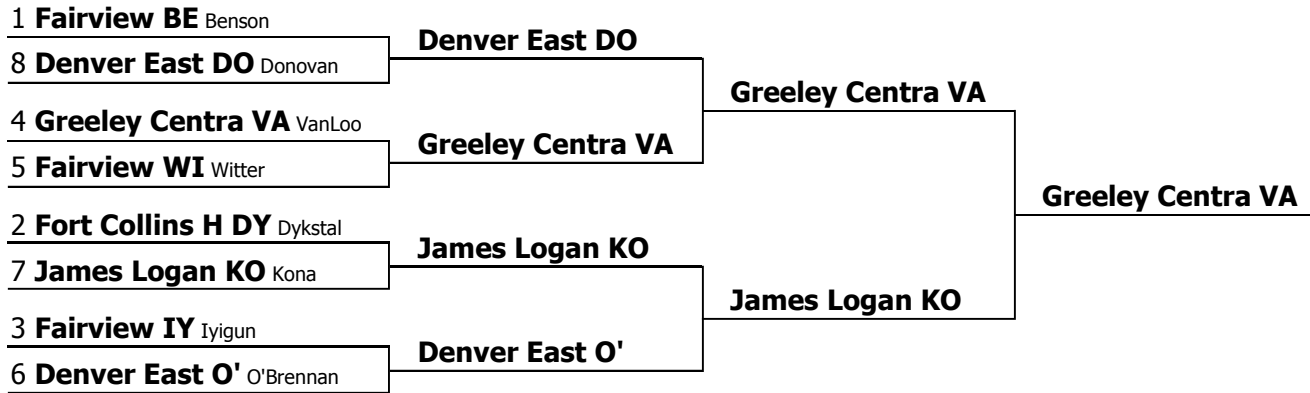 1 Fairview BE Benson
8 Denver East DO Donovan
4 Greeley Centra VA VanLoo
5 Fairview WI Witter
2 Fort Collins H DY Dykstal
7 James Logan KO Kona
3 Fairview IY Iyigun
6 Denver East O' O'Brennan
Denver East DO
Greeley Centra VA
James Logan KO
Denver East O'
Greeley Centra VA
James Logan KO
Greeley Centra VA